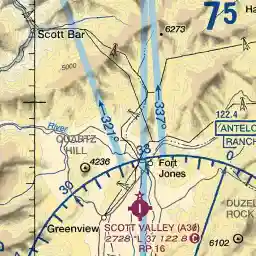 75
Scott Bar
6273
Ha
5000
337°
122.4
ANTELO
RANCH
321°
River
QUARTZ
HILL
33
Fort
Jones
4236
30
DUZEL
ROCK
Greenview
SCOTT VALLEY (A30)
2728 *L 37 122.8 C
RP 16